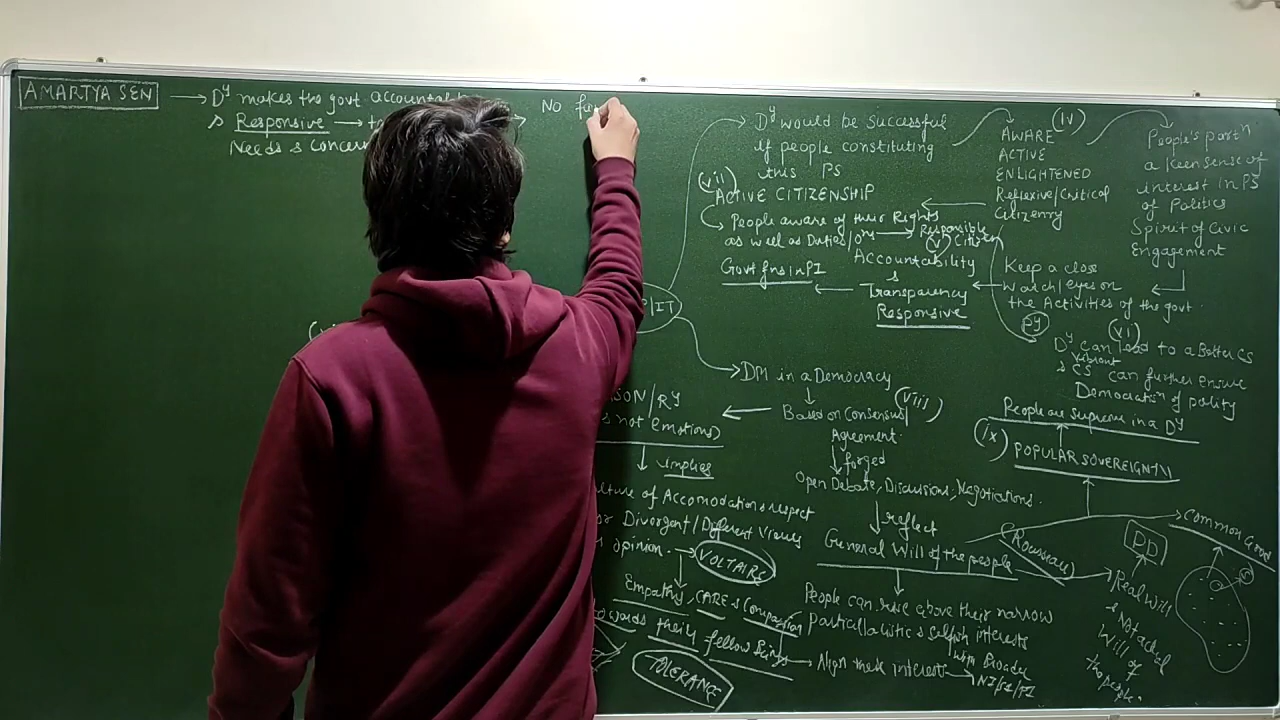 AMARTYA SEN → Dy makes the govt
& Responsive →
Needs &
No
Dy would be successful
if people constituting
this PS
(iv)
AWARE
ACTIVE
ENLIGHTENED
Reflexive/Critical
Citizenry
People's partn
a keen sense of
interest in PS
of Politics
Spirit of Civic
Engagement
(vii)
ACTIVE CITIZENSHIP
People aware of their Rights
as well as Duties/ → Responsible
(v) Citizen
Accountability
&
Transparency
Responsive
Govt fns in PI
Keep a close
Watch/eyes on
the Activities of the govt.
Py
(vi)
Dy can lead to a Better CS
& vibrant CS can further ensure
Democratisn of polity
DM in a Democracy
(viii)
Based on Consensus/
Agreement.
forged
Open Debate, Discussions, Negotiations.
reflect
General Will of the people
People can raise above their narrow
particularlistic & selfish interests
Align their interests
with Broader
NI/SI/PI
People are supreme in a Dy
(ix) POPULAR SOVEREIGNTY
Common Good
(Rousseau)
DD
Real Will
& Not actual
Will of
the people.
SON/Ry
not emotions)
implies
of Accomodation & respect
Divergent/Different Views
opinion. → VOLTAIRE
Empathy, CARE & Compassion
towards their fellow Beings
TOLERANCE